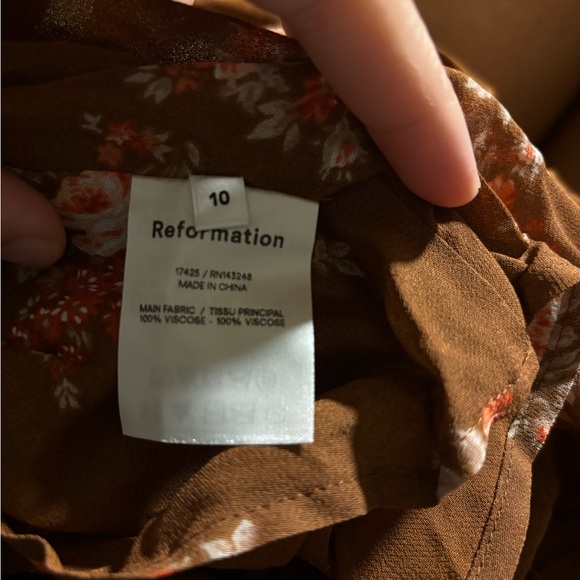 10
Reformation
17425 / RN143248
MADE IN CHINA
MAIN FABRIC / TISSU PRINCIPAL
100% VISCOSE - 100% VISCOSE